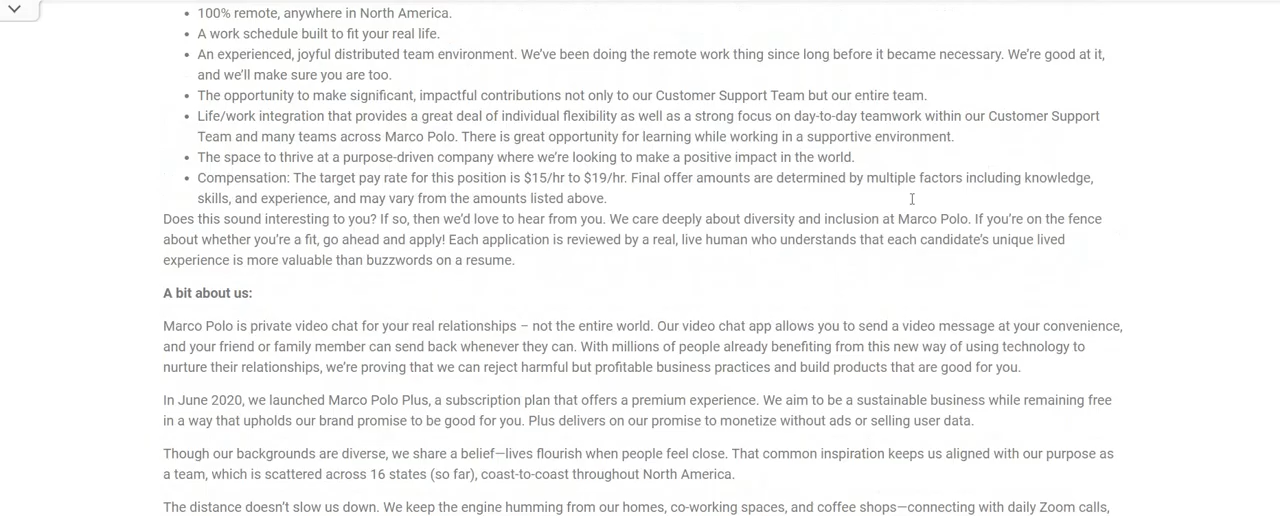 • 100% remote, anywhere in North America.
• A work schedule built to fit your real life.
• An experienced, joyful distributed team environment. We’ve been doing the remote work thing since long before it became necessary. We’re good at it,
and we’ll make sure you are too.
• The opportunity to make significant, impactful contributions not only to our Customer Support Team but our entire team.
• Life/work integration that provides a great deal of individual flexibility as well as a strong focus on day-to-day teamwork within our Customer Support
Team and many teams across Marco Polo. There is great opportunity for learning while working in a supportive environment.
• The space to thrive at a purpose-driven company where we’re looking to make a positive impact in the world.
• Compensation: The target pay rate for this position is $15/hr to $19/hr. Final offer amounts are determined by multiple factors including knowledge,
skills, and experience, and may vary from the amounts listed above.
Does this sound interesting to you? If so, then we’d love to hear from you. We care deeply about diversity and inclusion at Marco Polo. If you’re on the fence
about whether you’re a fit, go ahead and apply! Each application is reviewed by a real, live human who understands that each candidate’s unique lived
experience is more valuable than buzzwords on a resume.
A bit about us:
Marco Polo is private video chat for your real relationships – not the entire world. Our video chat app allows you to send a video message at your convenience,
and your friend or family member can send back whenever they can. With millions of people already benefiting from this new way of using technology to
nurture their relationships, we’re proving that we can reject harmful but profitable business practices and build products that are good for you.
In June 2020, we launched Marco Polo Plus, a subscription plan that offers a premium experience. We aim to be a sustainable business while remaining free
in a way that upholds our brand promise to be good for you. Plus delivers on our promise to monetize without ads or selling user data.
Though our backgrounds are diverse, we share a belief—lives flourish when people feel close. That common inspiration keeps us aligned with our purpose as
a team, which is scattered across 16 states (so far), coast-to-coast throughout North America.
The distance doesn’t slow us down. We keep the engine humming from our homes, co-working spaces, and coffee shops—connecting with daily Zoom calls,